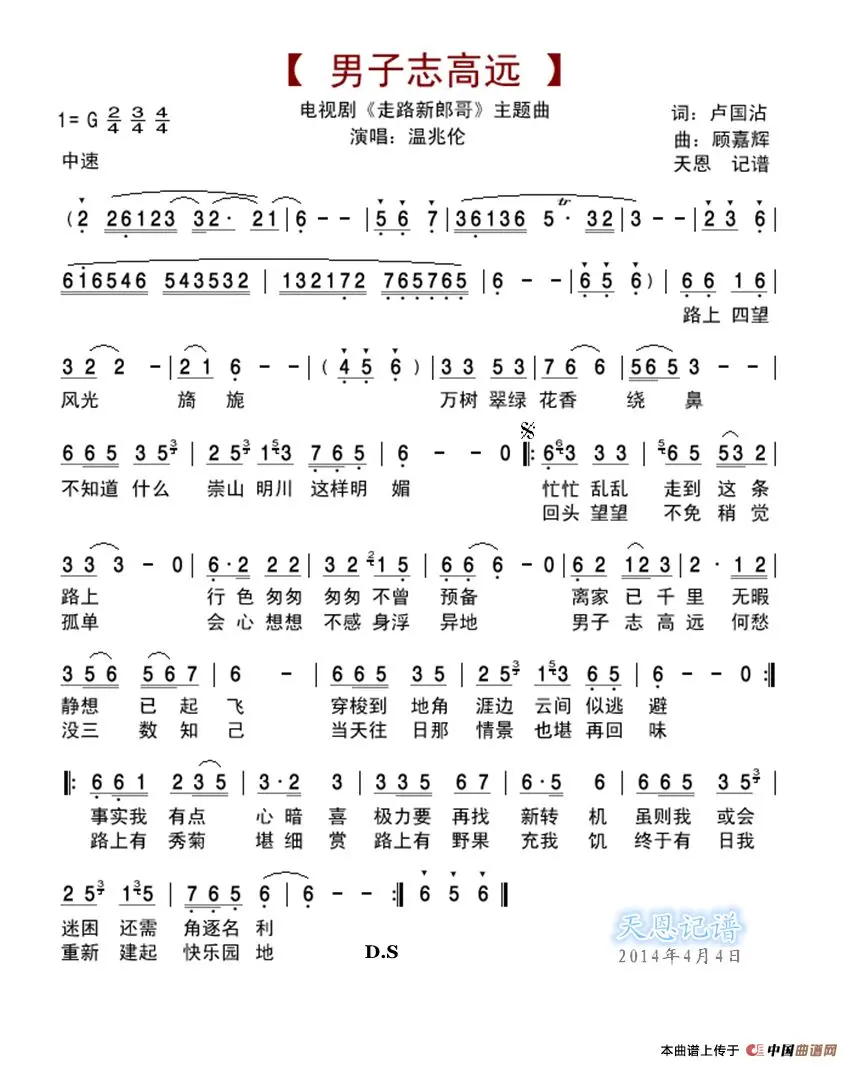 【 男子志高远 】
电视剧《走路新郎哥》主题曲
演唱：温兆伦
1=G 2/4 3/4 4/4
中速
词：卢国沾
曲：顾嘉辉
天恩 记谱
(2 26123 32· 21|6 - -|5 6 7|36136 5· tr 32|3 - -|2 3 6|
616546 543532 | 132172 765765|6 - -|6 5 6)|6 6 1 6|
路上 四望
3 2 2 -|2 1 6 -|(4 5 6)|3 3 5 3|7 6 6|565 3 - -|
风光 旖 旎 万树 翠绿 花香 绕 鼻
6 65 3 5 3|2 5 3 1 5 3 7 6 5|6 - - 0 𝄋 𝄆6 6 3 3 3|5 6 5 53 2|
不知道 什么 崇山 明川 这样明 媚 忙忙 乱乱 走到 这 条
回头 望望 不免 稍 觉
3 3 3 - 0|6·2 2 2|3 2 2 1 5|6 6 6 - 0|6 2 12 3|2· 12|
路上 行 色 匆匆 匆匆 不曾 预备 离家 已 千 里 无暇
孤单 会 心 想想 不感 身浮 异地 男子 志 高 远 何愁
3 5 6 5 6 7|6 -|6 65 3 5|2 5 3 1 5 3 6 5|6 - - 0:‖
静想 已 起 飞 穿梭到 地角 涯边 云间 似逃 避
没三 数 知 己 当天往 日那 情景 也堪 再回 味
‖: 6 6 1 2 35|3·2 3|3 35 6 7|6·5 6|6 65 3 5 3|
事实我 有点 心 暗 喜 极力要 再找 新转 机 虽则我 或会
路上有 秀菊 堪 细 赏 路上有 野果 充我 饥 终于有 日我
2 5 3 1 3 5|7 6 5 6|6 - - :‖ 6 5 6‖
迷困 还需 角逐名 利
重新 建起 快乐园 地
D.S
天恩记谱
2014年4月4日
本曲谱上传于 中国曲谱网